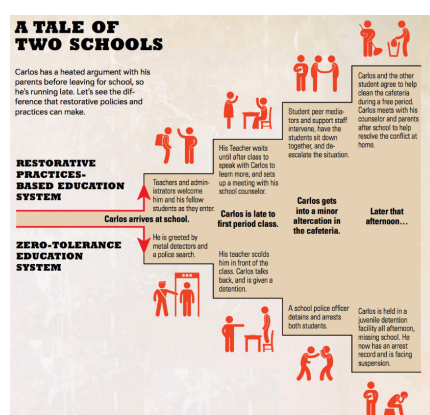 A TALE OF
TWO SCHOOLS
Carlos has a heated argument with his
parents before leaving for school, so
he's running late. Let's see the dif-
ference that restorative policies and
practices can make.
RESTORATIVE
PRACTICES-
BASED EDUCATION
SYSTEM
Teachers and admin-
istrators welcome
him and his fellow
students as they enter.
His Teacher waits
until after class to
speak with Carlos to
learn more, and sets
up a meeting with his
school counselor.
Student peer media-
tors and support staff
intervene, have the
students sit down
together, and de-
escalate the situation.
Carlos and the other
student agree to help
clean the cafeteria
during a free period.
Carlos meets with his
counselor and parents
after school to help
resolve the conflict at
home.
Carlos arrives at school.
Carlos is late to
first period class.
Carlos gets
into a minor
altercation in
the cafeteria.
Later that
afternoon...
ZERO-TOLERANCE
EDUCATION
SYSTEM
He is greeted by
metal detectors and
a police search.
His teacher scolds
him in front of the
class. Carlos talks
back, and is given a
detention.
A school police officer
detains and arrests
both students.
Carlos is held in a
juvenile detention
facility all afternoon,
missing school. He
now has an arrest
record and is facing
suspension.